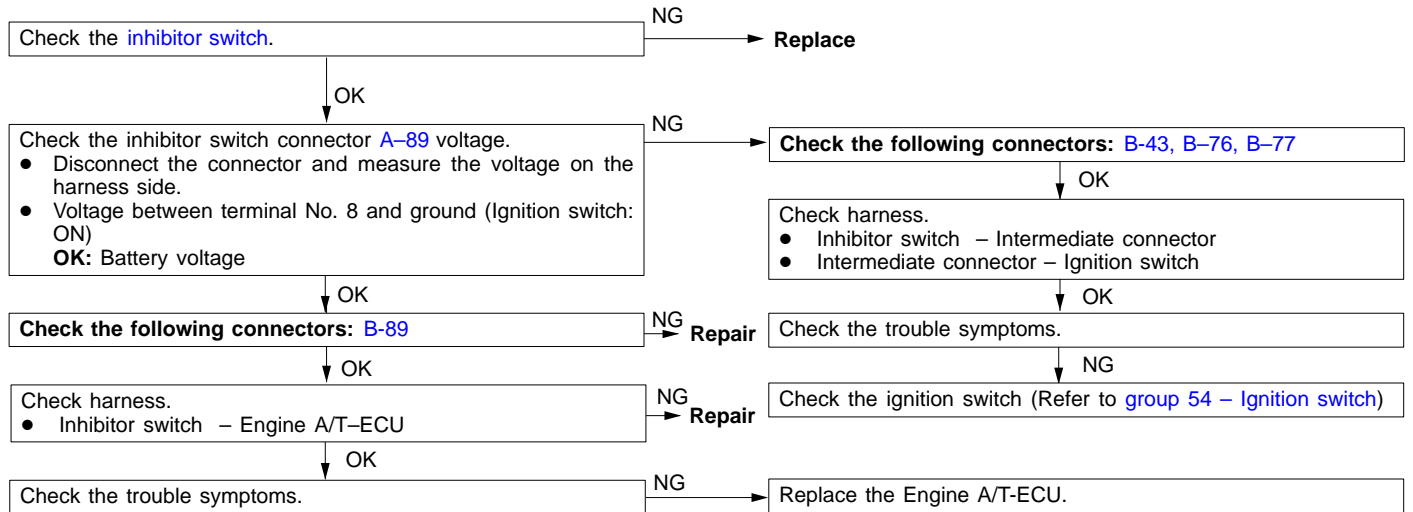 Check the inhibitor switch.
NG
Replace
OK
Check the inhibitor switch connector A–89 voltage.
● Disconnect the connector and measure the voltage on the
harness side.
● Voltage between terminal No. 8 and ground (Ignition switch:
ON)
OK: Battery voltage
NG
Check the following connectors: B-43, B–76, B–77
OK
Check harness.
● Inhibitor switch – Intermediate connector
● Intermediate connector – Ignition switch
OK
OK
Check the following connectors: B-89
NG
Repair
Check the trouble symptoms.
OK
NG
Check harness.
● Inhibitor switch – Engine A/T–ECU
NG
Repair
Check the ignition switch (Refer to group 54 – Ignition switch)
OK
Check the trouble symptoms.
NG
Replace the Engine A/T-ECU.